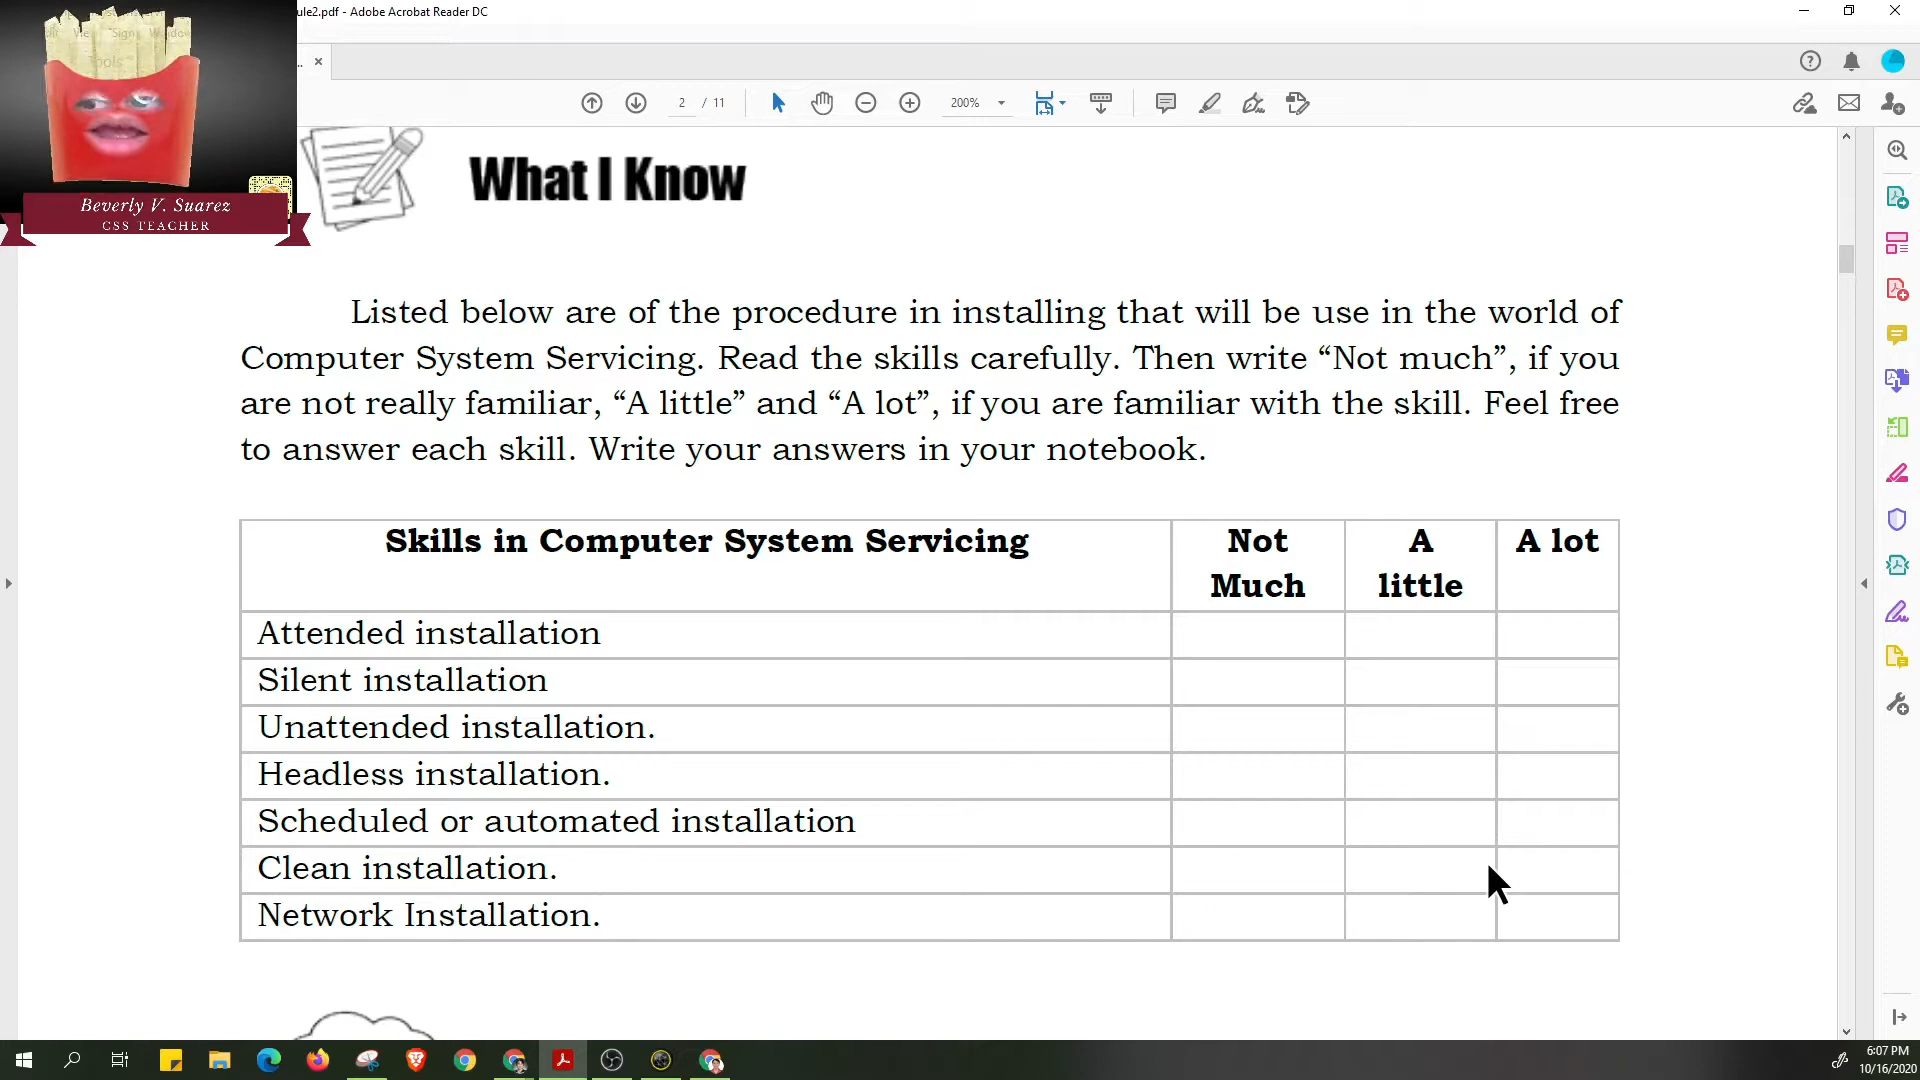 ule2.pdf - Adobe Acrobat Reader DC
Tools
2 / 11
200%
Beverly V. Suarez
CSS TEACHER
What I Know
Listed below are of the procedure in installing that will be use in the world of
Computer System Servicing. Read the skills carefully. Then write “Not much”, if you
are not really familiar, “A little” and “A lot”, if you are familiar with the skill. Feel free
to answer each skill. Write your answers in your notebook.
Skills in Computer System Servicing Not Much A little A lot
Attended installation
Silent installation
Unattended installation.
Headless installation.
Scheduled or automated installation
Clean installation.
Network Installation.
6:07 PM
10/16/2020